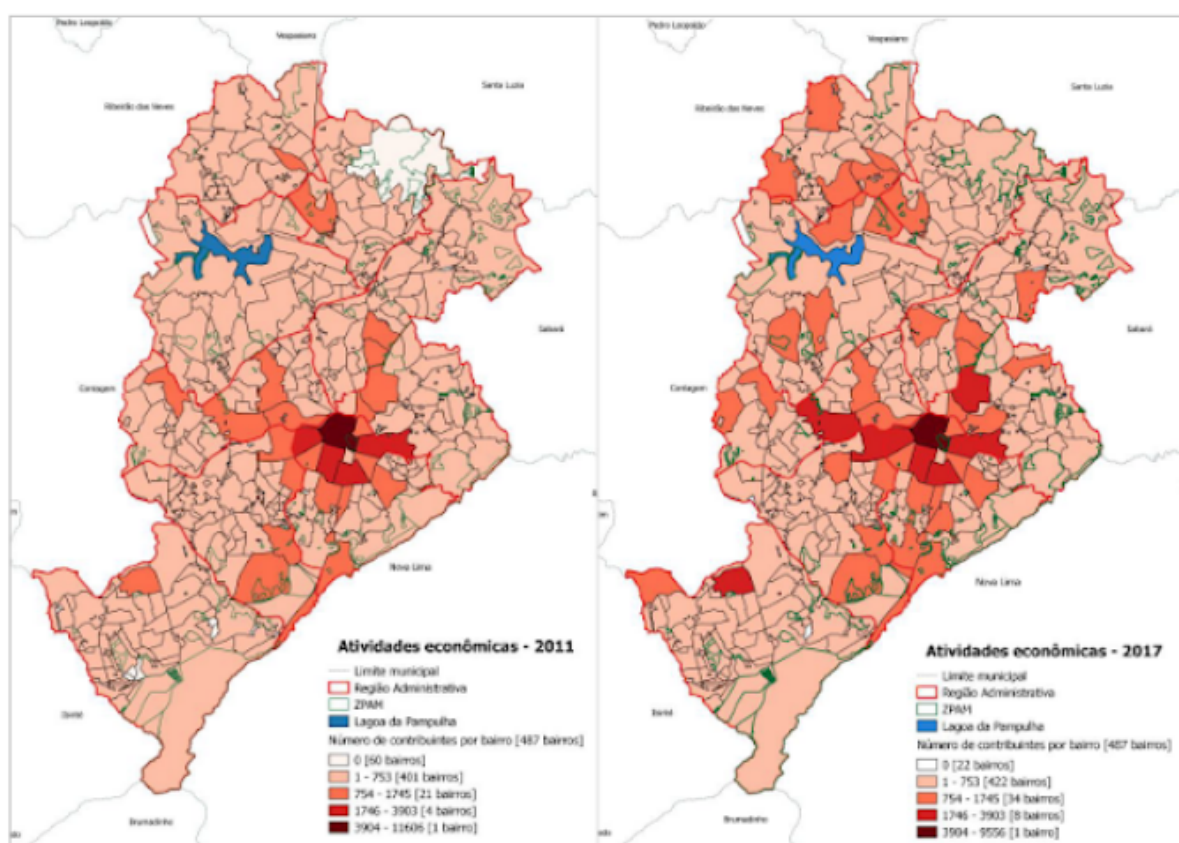 Pedro Leopoldo
Vespasiano
Santa Luzia
Ribeirão das Neves
Sabará
Contagem
Nova Lima
Ibirité
Brumadinho
Atividades econômicas - 2011
Limite municipal
Região Administrativa
ZPAM
Lagoa da Pampulha
Número de contribuintes por bairro [487 bairros]
0 [60 bairros]
1 - 753 [401 bairros]
754 - 1745 [21 bairros]
1746 - 3903 [4 bairros]
3904 - 11606 [1 bairro]
Pedro Leopoldo
Vespasiano
Santa Luzia
Ribeirão das Neves
Sabará
Contagem
Nova Lima
Ibirité
Brumadinho
Atividades econômicas - 2017
Limite municipal
Região Administrativa
ZPAM
Lagoa da Pampulha
Número de contribuintes por bairro [487 bairros]
0 [22 bairros]
1 - 753 [422 bairros]
754 - 1745 [34 bairros]
1746 - 3903 [8 bairros]
3904 - 9556 [1 bairro]